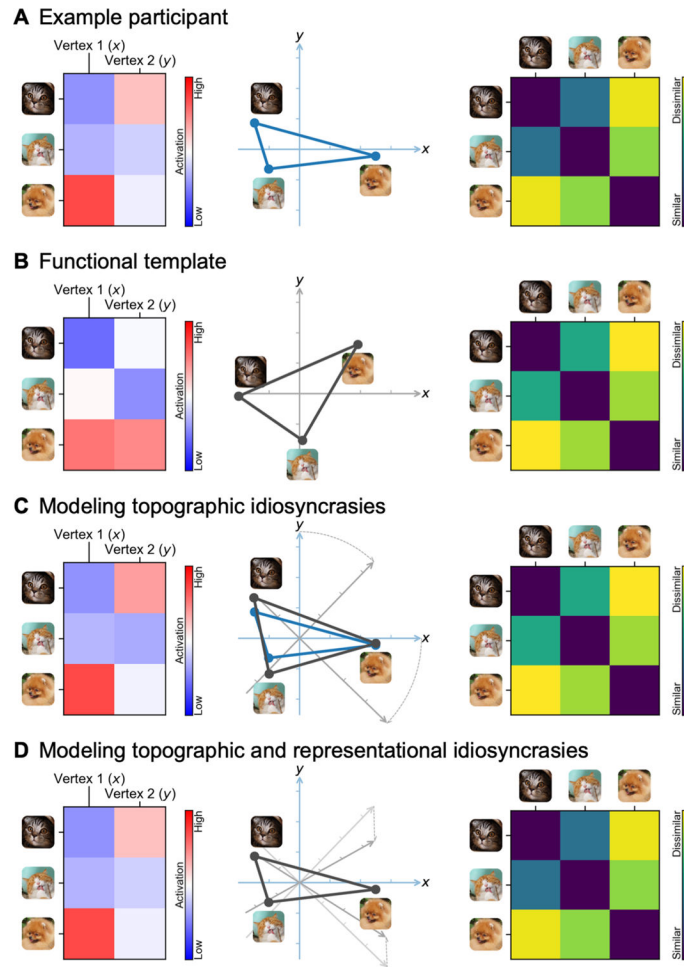 A Example participant
Vertex 1 (x)
Vertex 2 (y)
High
Activation
Low
y
x
Dissimilar
Similar
B Functional template
Vertex 1 (x)
Vertex 2 (y)
High
Activation
Low
y
x
Dissimilar
Similar
C Modeling topographic idiosyncrasies
Vertex 1 (x)
Vertex 2 (y)
High
Activation
Low
y
x
Dissimilar
Similar
D Modeling topographic and representational idiosyncrasies
Vertex 1 (x)
Vertex 2 (y)
High
Activation
Low
y
x
Dissimilar
Similar